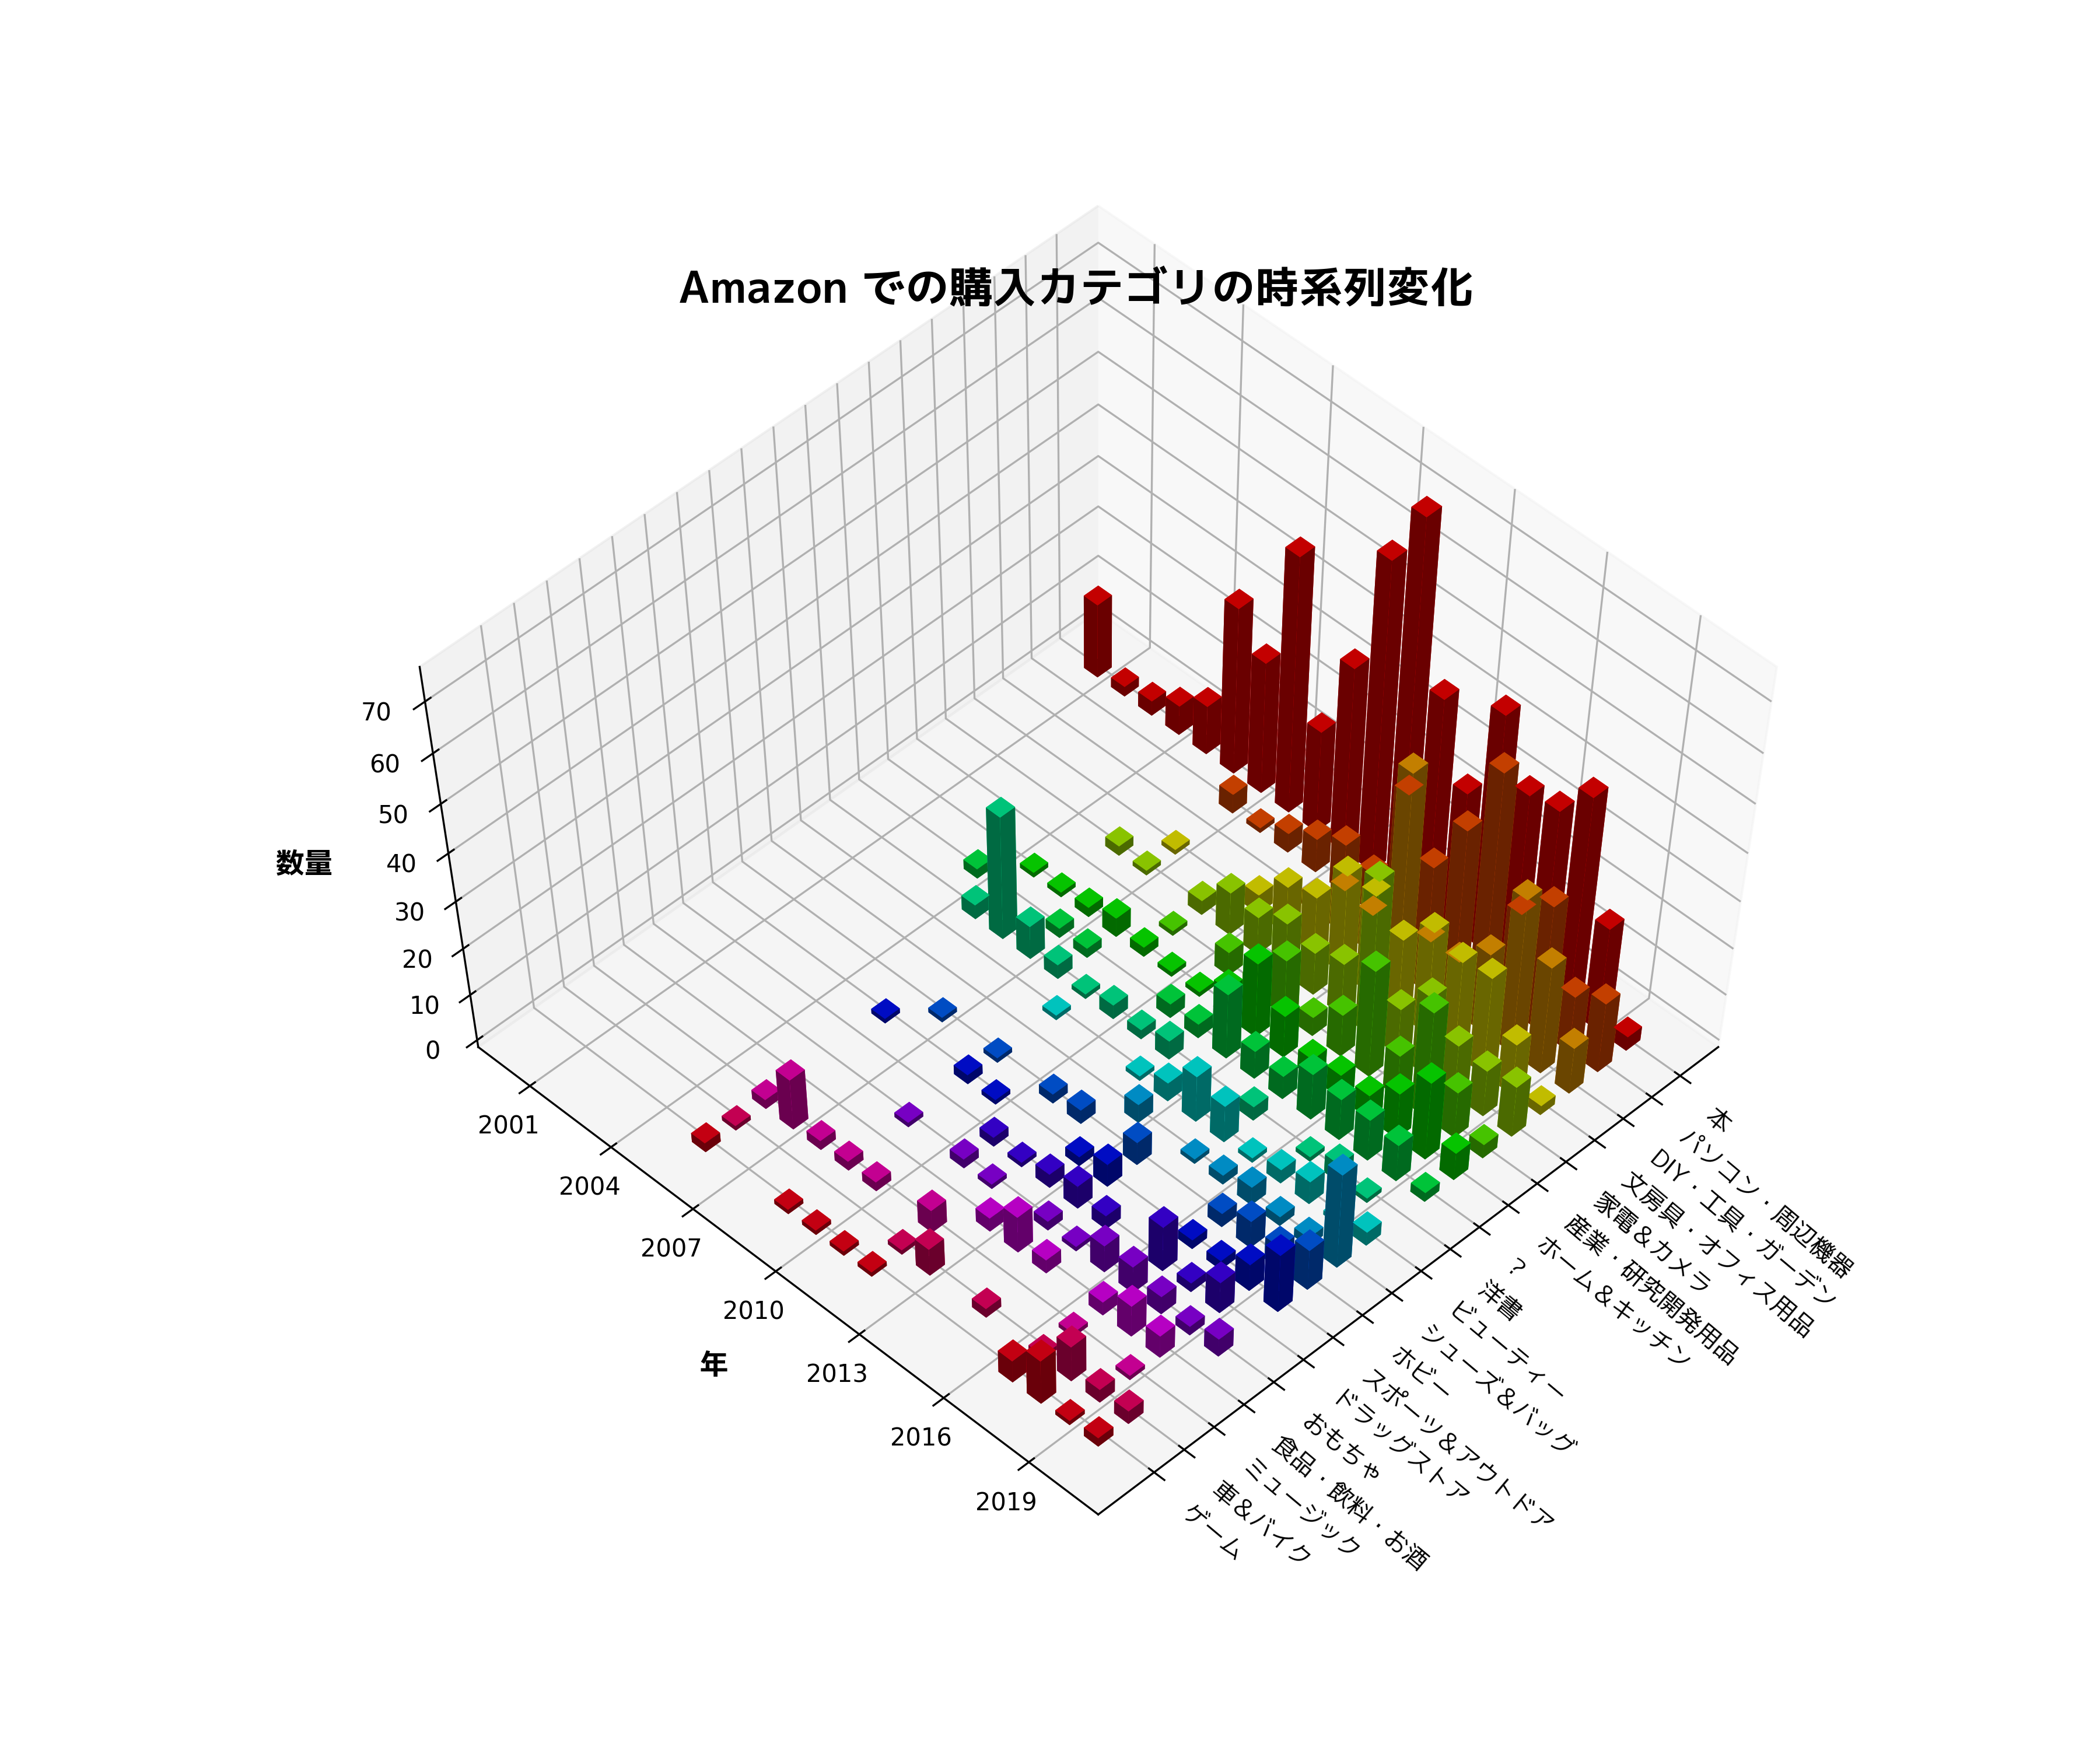 Amazon での購入カテゴリの時系列変化
数量
70
60
50
40
30
20
10
0
年
2001
2004
2007
2010
2013
2016
2019
本
パソコン・周辺機器
DIY・工具・ガーデン
文房具・オフィス用品
家電＆カメラ
産業・研究開発用品
ホーム＆キッチン
?
洋書
ビューティー
シューズ＆バッグ
ホビー
スポーツ＆アウトドア
ドラッグストア
おもちゃ
食品・飲料・お酒
ミュージック
車＆バイク
ゲーム